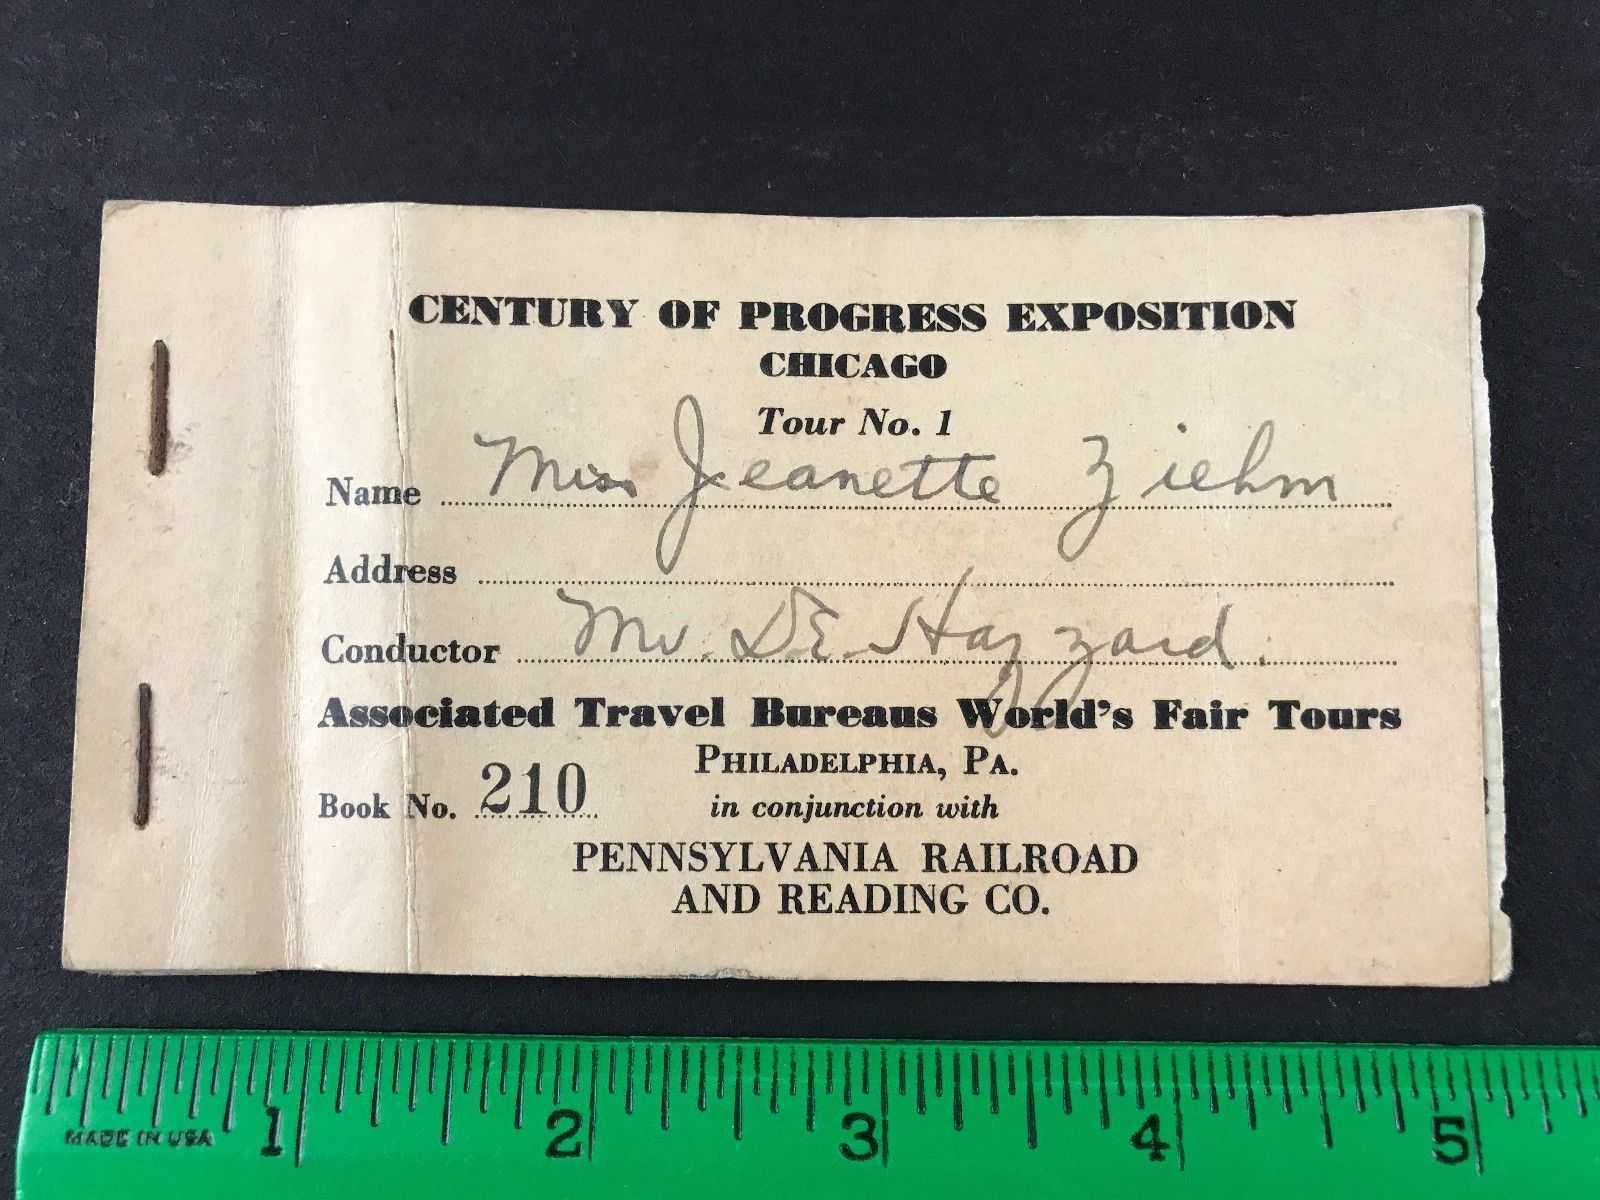 CENTURY OF PROGRESS EXPOSITION
CHICAGO
Tour No. 1
Name Miss Jeanette Ziehm
Address
Conductor Mr. D.E. Hazzard.
Associated Travel Bureaus World's Fair Tours
PHILADELPHIA, PA.
Book No. 210 in conjunction with
PENNSYLVANIA RAILROAD
AND READING CO.
MADE IN USA 1 2 3 4 5